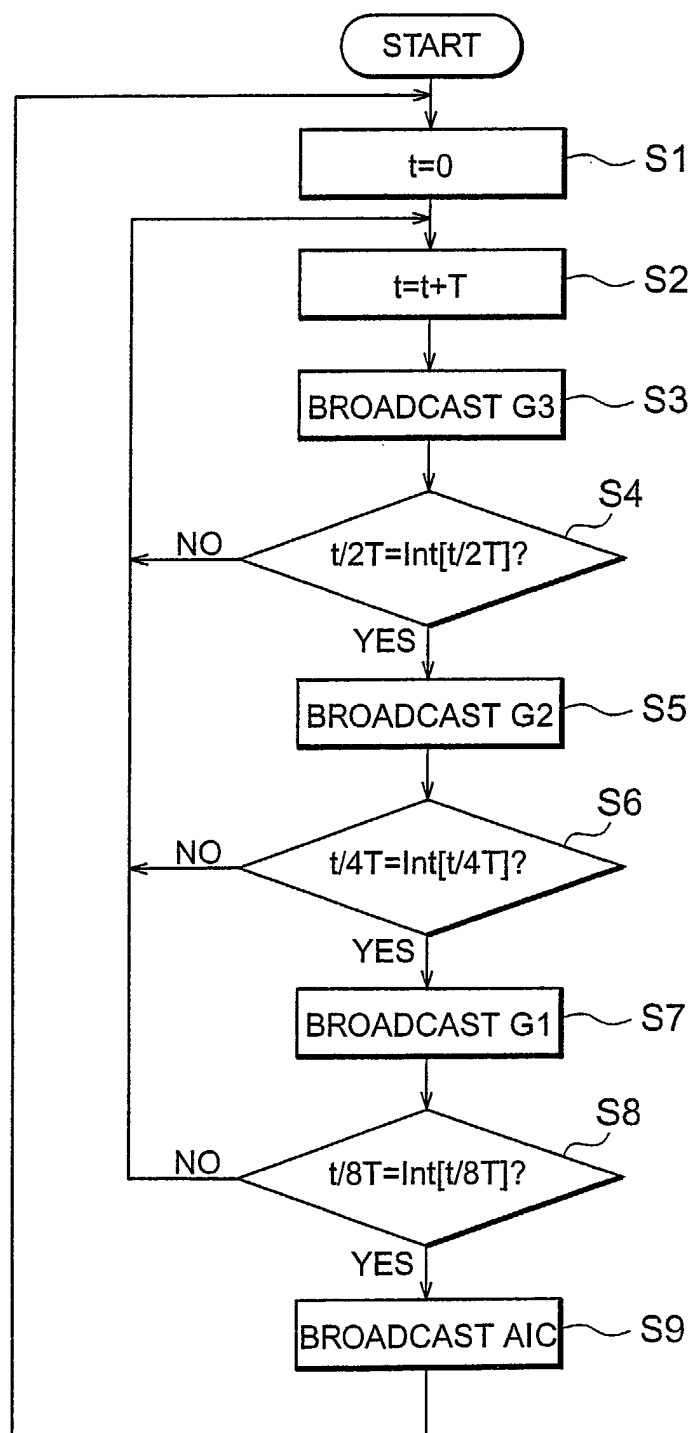 START
t=0
S1
t=t+T
S2
BROADCAST G3
S3
S4
t/2T=Int[t/2T]?
NO
YES
BROADCAST G2
S5
S6
t/4T=Int[t/4T]?
NO
YES
BROADCAST G1
S7
S8
t/8T=Int[t/8T]?
NO
YES
BROADCAST AIC
S9